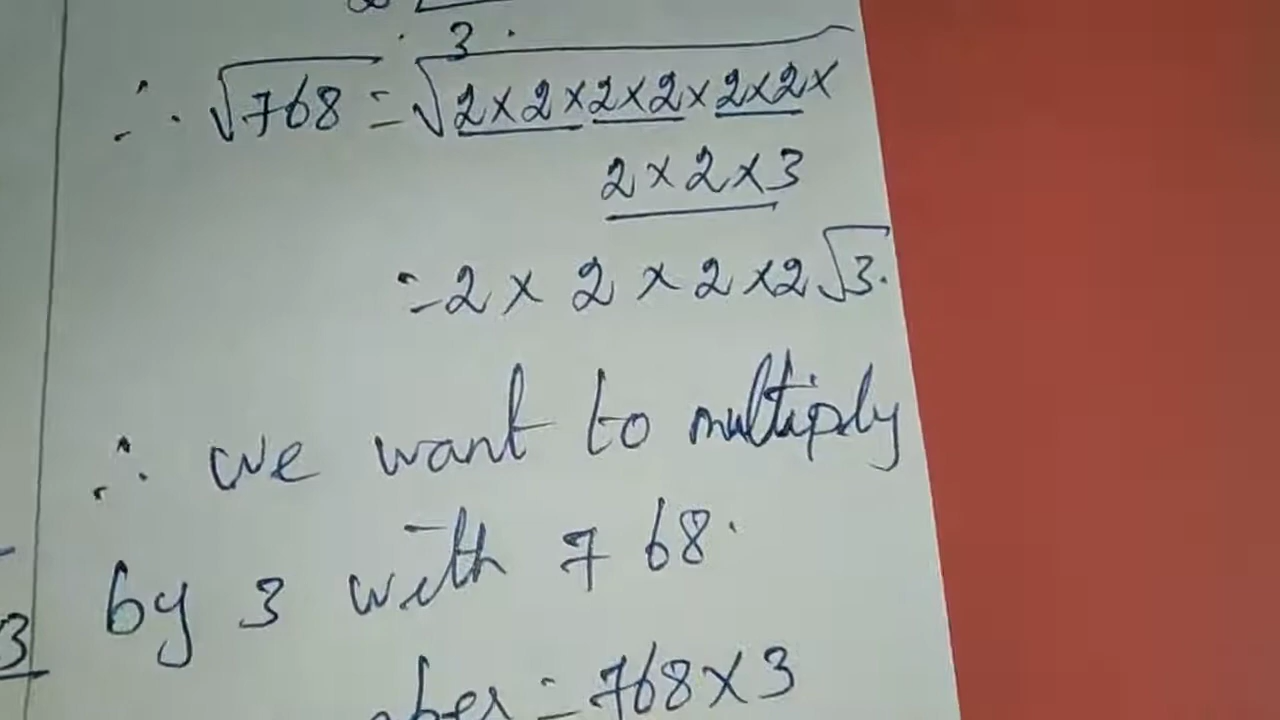 3.
∴ √768 = √2×2×2×2×2×2×
2×2×3
=2 × 2 × 2 ×2√3.
∴ we want to multiply
by 3 with 768.
3
= 768×3